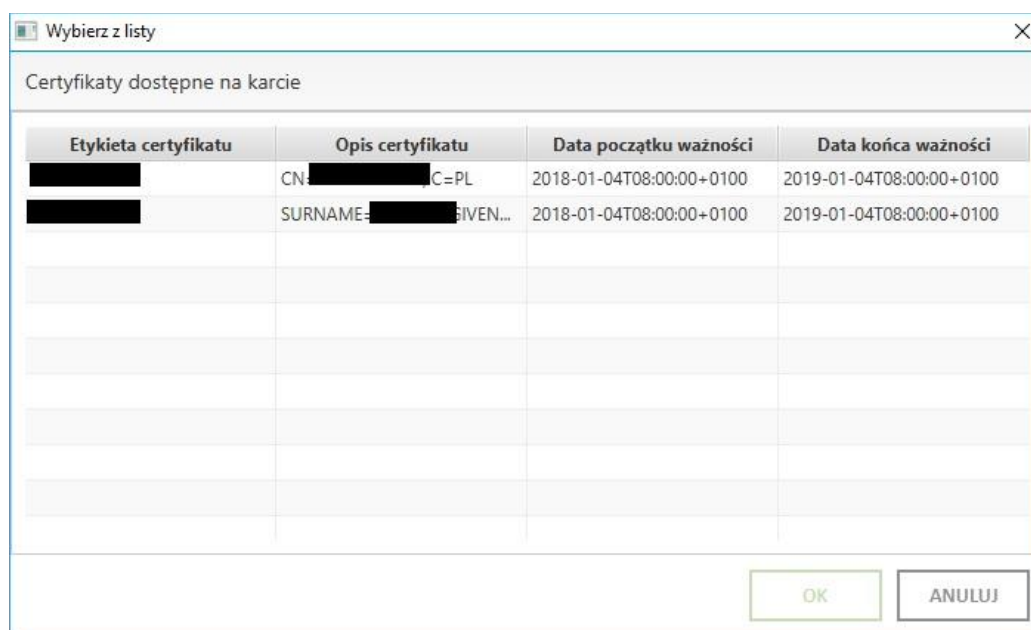 Wybierz z listy
Certyfikaty dostępne na karcie
Etykieta certyfikatu Opis certyfikatu Data początku ważności Data końca ważności
CN= C=PL 2018-01-04T08:00:00+0100 2019-01-04T08:00:00+0100
SURNAME= GIVEN... 2018-01-04T08:00:00+0100 2019-01-04T08:00:00+0100
OK ANULUJ